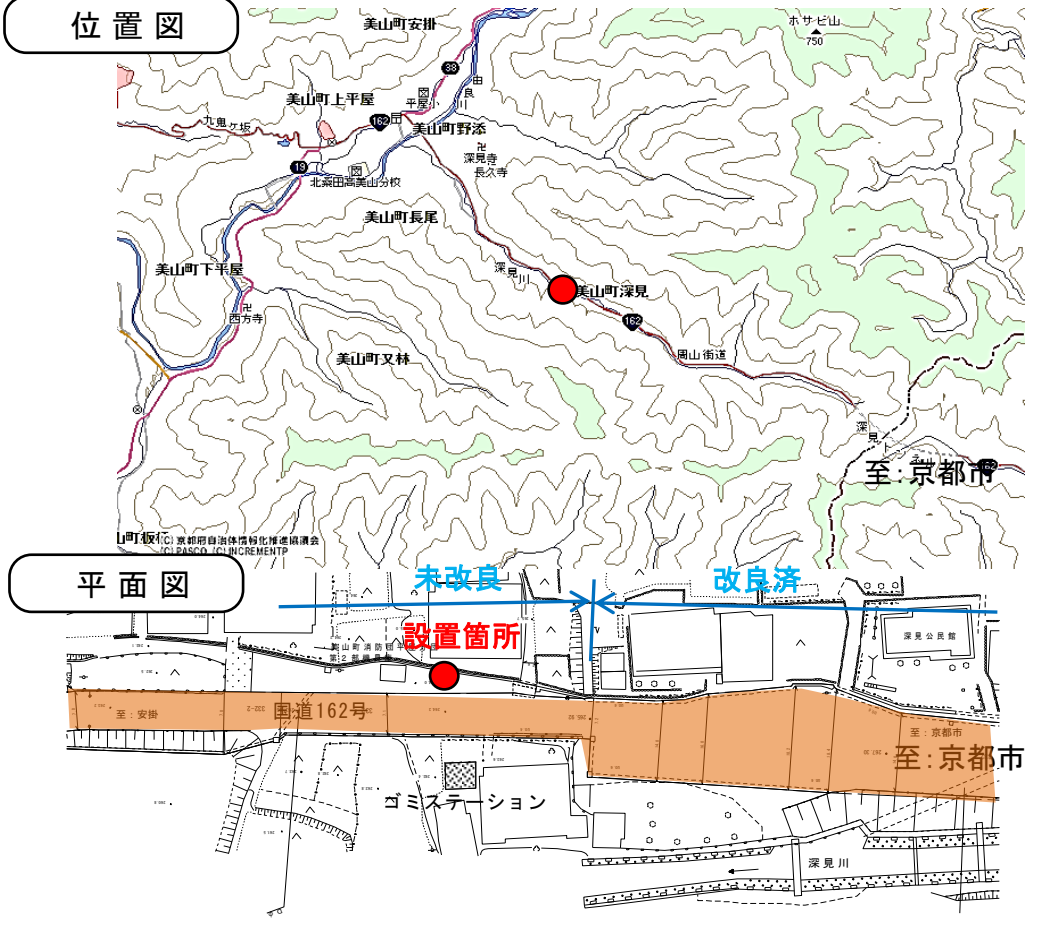 位置図
美山町安掛
ホサビ山
750
38
由良川
美山町上平屋
平屋小
九鬼ヶ坂
162
美山町野添
深見寺
長久寺
19
北桑田高美山分校
美山町長尾
深見川
美山町下平屋
美山町深見
162
西方寺
周山街道
美山町又林
深見ト
至:京都市
162
(C)京都府自治体情報化推進協議会
(C) PASCO (C) INCREMENTP
平面図
未改良
改良済
設置箇所
深見公民館
第2部
国道162号
至:安掛
至:京都市
至:京都市
ゴミステーション
深見川